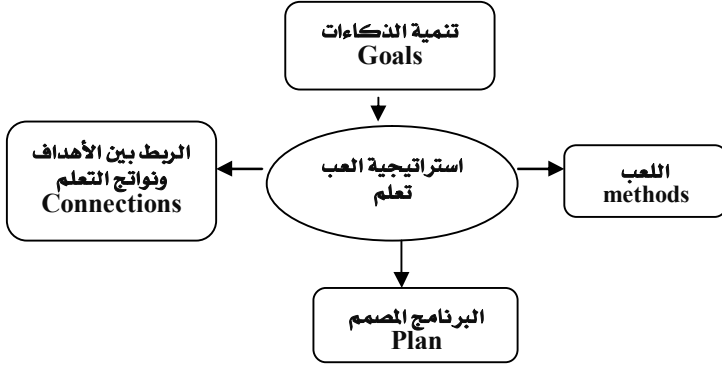 تنمية الذكاءات
Goals
الربط بين الأهداف
ونواتج التعلم
Connections
استراتيجية العب
تعلم
اللعب
methods
البرنامج المصمم
Plan